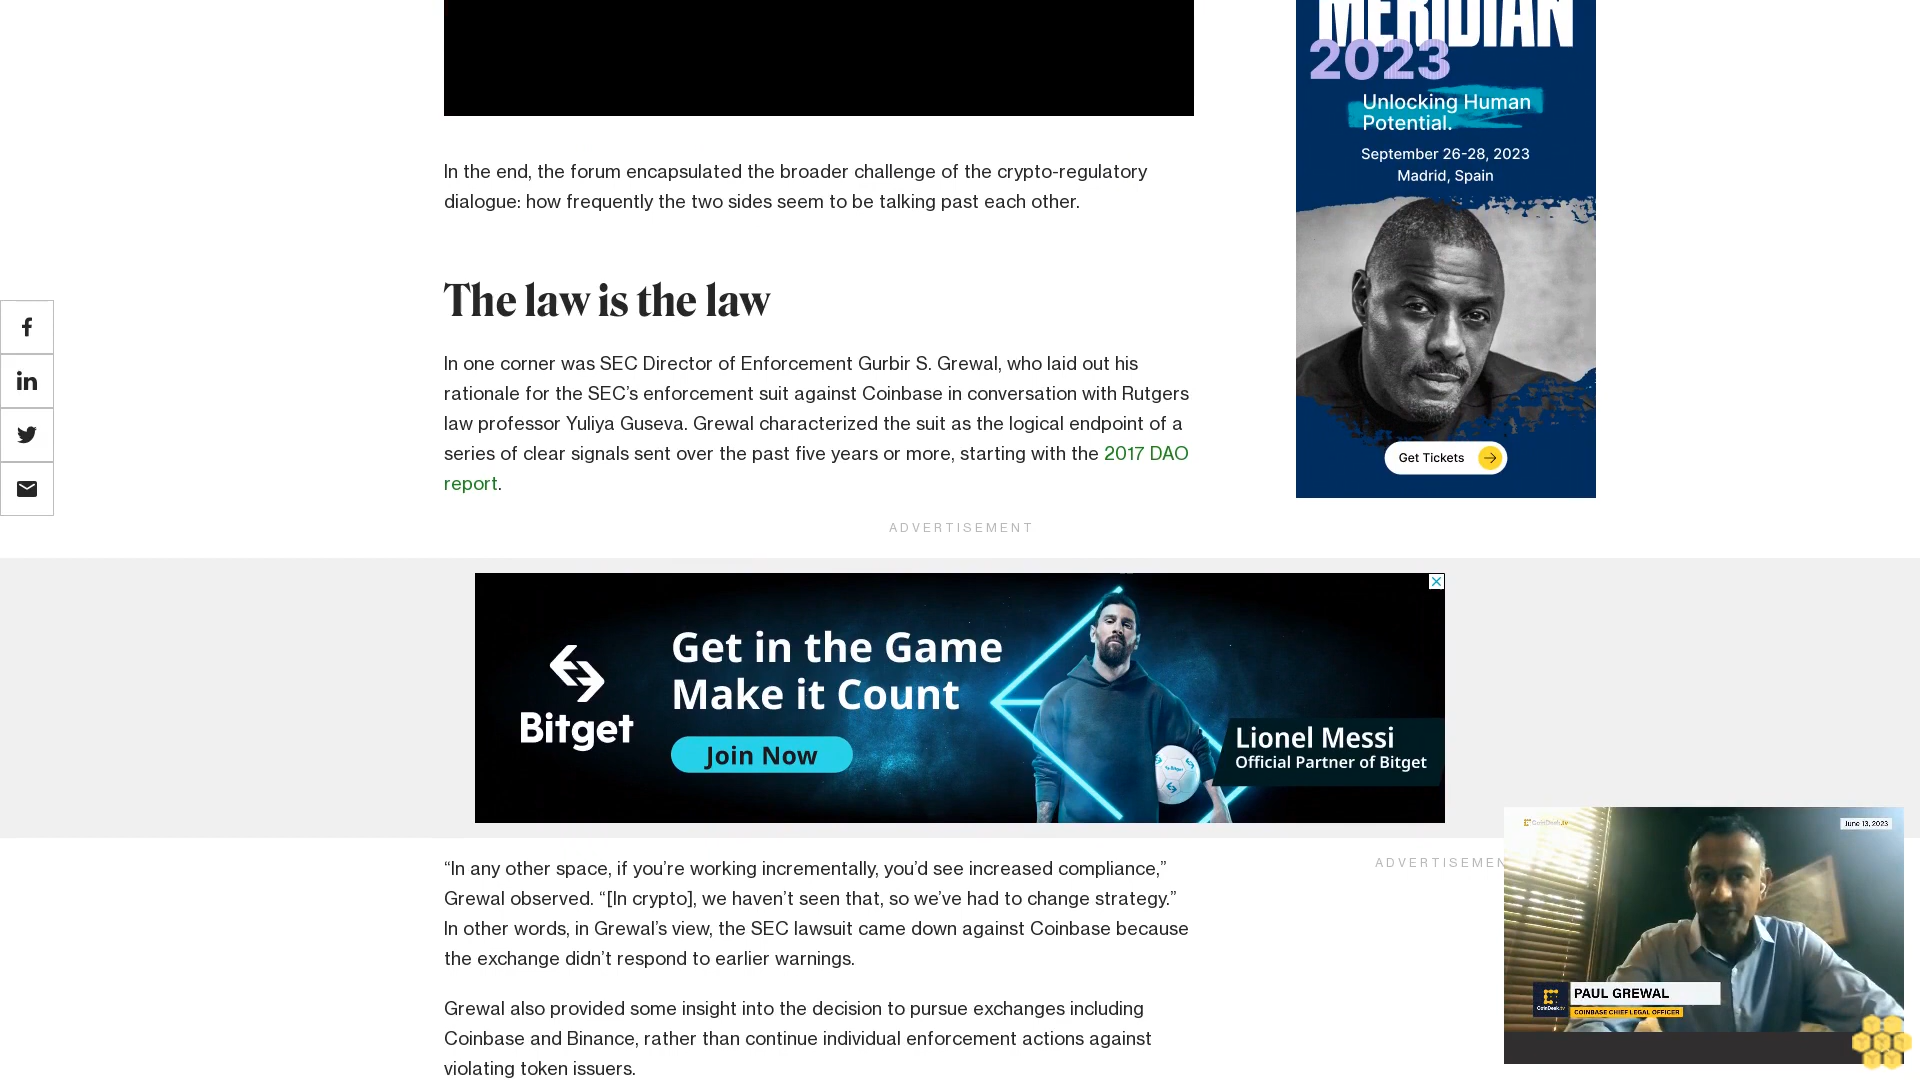 MERIDIAN
2023
Unlocking Human
Potential.
September 26-28, 2023
Madrid, Spain
Get Tickets
In the end, the forum encapsulated the broader challenge of the crypto-regulatory
dialogue: how frequently the two sides seem to be talking past each other.
The law is the law
In one corner was SEC Director of Enforcement Gurbir S. Grewal, who laid out his
rationale for the SEC’s enforcement suit against Coinbase in conversation with Rutgers
law professor Yuliya Guseva. Grewal characterized the suit as the logical endpoint of a
series of clear signals sent over the past five years or more, starting with the 2017 DAO
report.
ADVERTISEMENT
Bitget
Get in the Game
Make it Count
Join Now
Lionel Messi
Official Partner of Bitget
“In any other space, if you’re working incrementally, you’d see increased compliance,”
Grewal observed. “[In crypto], we haven’t seen that, so we’ve had to change strategy.”
In other words, in Grewal’s view, the SEC lawsuit came down against Coinbase because
the exchange didn’t respond to earlier warnings.
Grewal also provided some insight into the decision to pursue exchanges including
Coinbase and Binance, rather than continue individual enforcement actions against
violating token issuers.
ADVERTISEMEN
CoinDesk.tv
June 13, 2023
CoinDesk.tv
PAUL GREWAL
COINBASE CHIEF LEGAL OFFICER